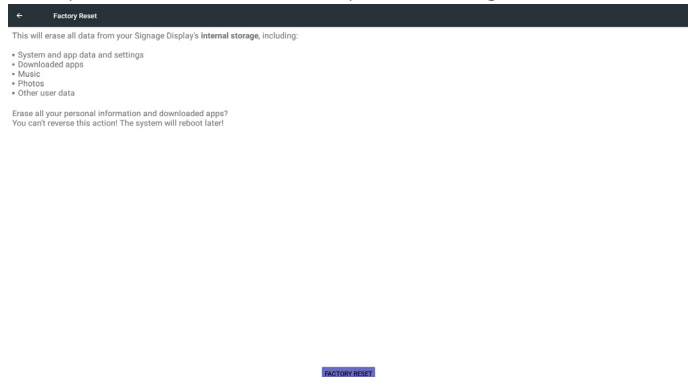 Factory Reset
This will erase all data from your Signage Display's internal storage, including:
• System and app data and settings
• Downloaded apps
• Music
• Photos
• Other user data
Erase all your personal information and downloaded apps?
You can't reverse this action! The system will reboot later!
FACTORY RESET